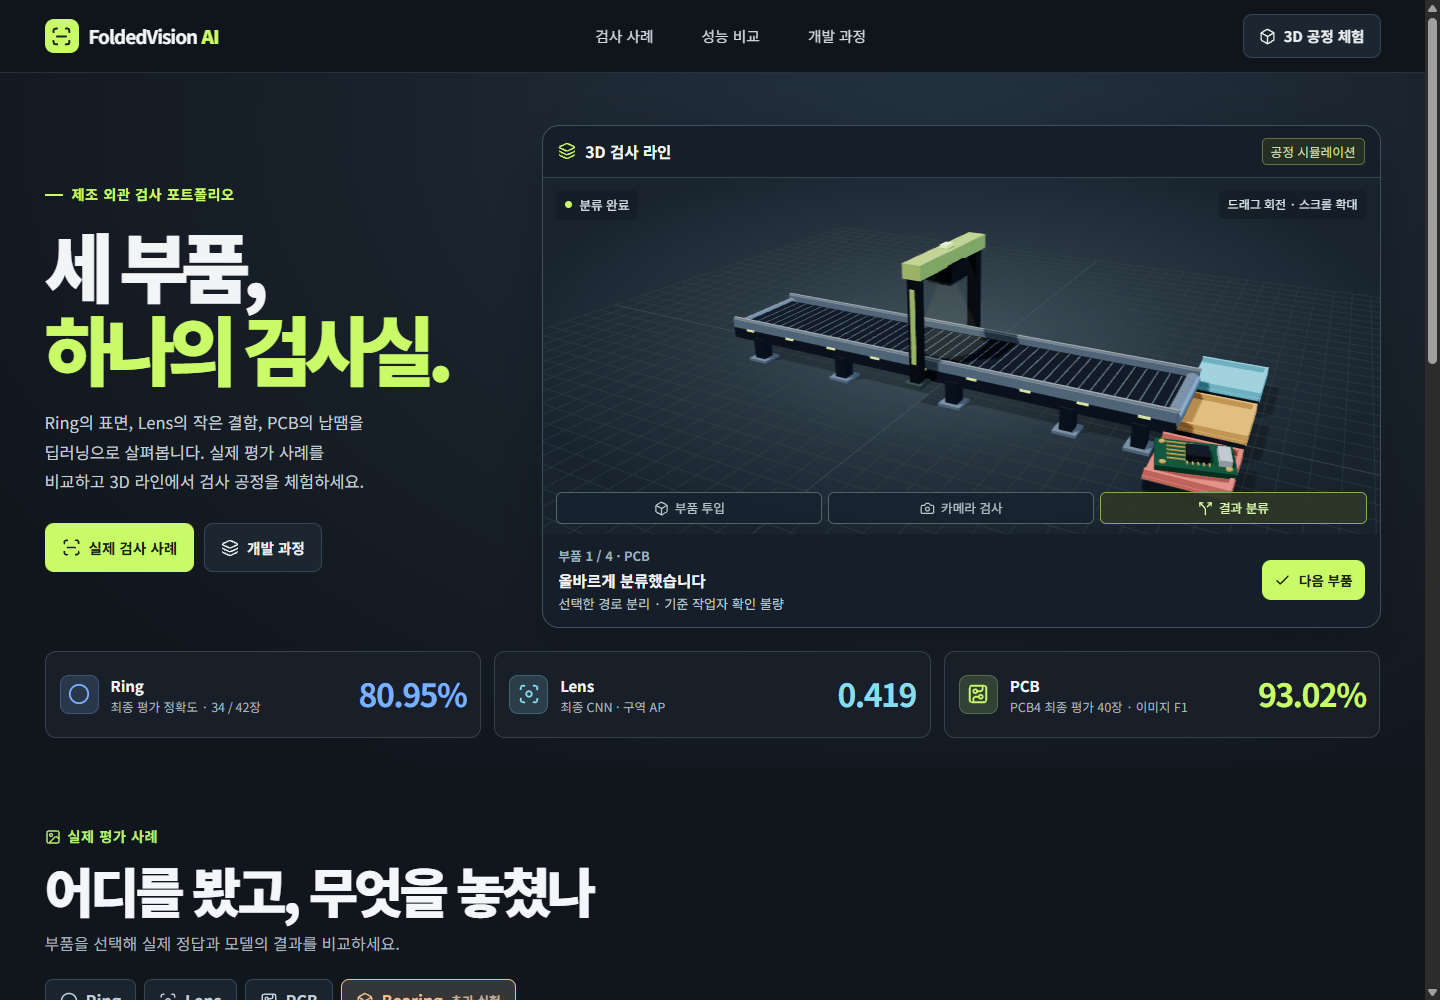 FoldedVision AI
검사 사례
성능 비교
개발 과정
3D 공정 체험
제조 외관 검사 포트폴리오
세 부품,
하나의 검사실.
Ring의 표면, Lens의 작은 결함, PCB의 납땜을
딥러닝으로 살펴봅니다. 실제 평가 사례를
비교하고 3D 라인에서 검사 공정을 체험하세요.
실제 검사 사례
개발 과정
3D 검사 라인
공정 시뮬레이션
분류 완료
드래그 회전 · 스크롤 확대
부품 투입
카메라 검사
결과 분류
부품 1 / 4 · PCB
올바르게 분류했습니다
선택한 경로 분리 · 기준 작업자 확인 불량
다음 부품
Ring
최종 평가 정확도 · 34 / 42장
80.95%
Lens
최종 CNN · 구역 AP
0.419
PCB
PCB4 최종 평가 40장 · 이미지 F1
93.02%
실제 평가 사례
어디를 봤고, 무엇을 놓쳤나
부품을 선택해 실제 정답과 모델의 결과를 비교하세요.
Ring
Lens
PCB
Bearing 추가 실험